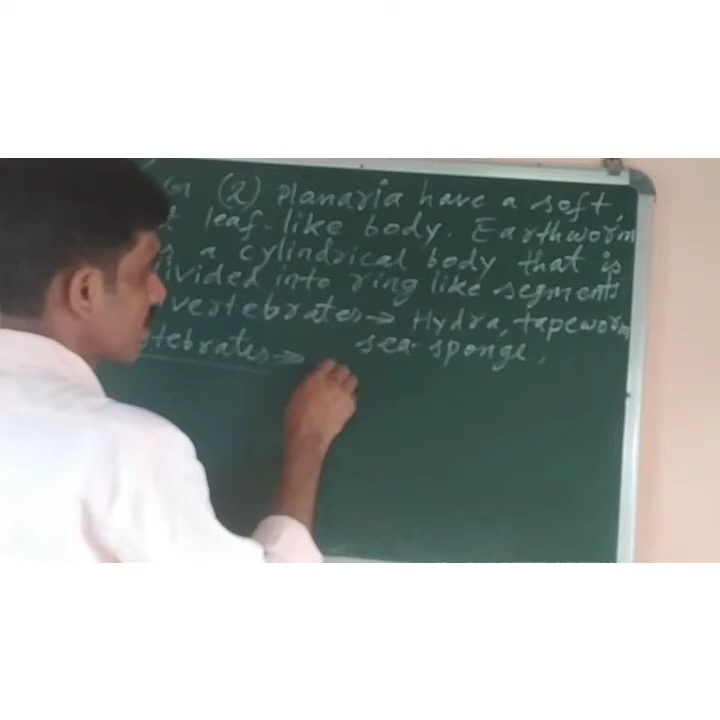 (2) Planaria have a soft,
leaf-like body. Earthworm
a cylindrical body that is
divided into ring like segments
vertebrates → Hydra, tapeworm
tebrates → sea sponge,